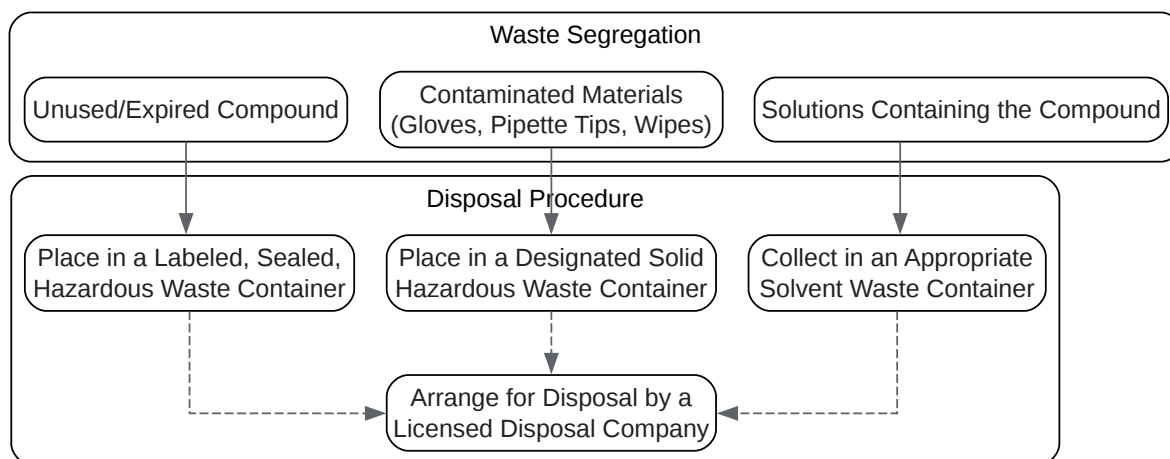 Waste Segregation
Unused/Expired Compound
Contaminated Materials
(Gloves, Pipette Tips, Wipes)
Solutions Containing the Compound
Disposal Procedure
Place in a Labeled, Sealed,
Hazardous Waste Container
Place in a Designated Solid
Hazardous Waste Container
Collect in an Appropriate
Solvent Waste Container
Arrange for Disposal by a
Licensed Disposal Company